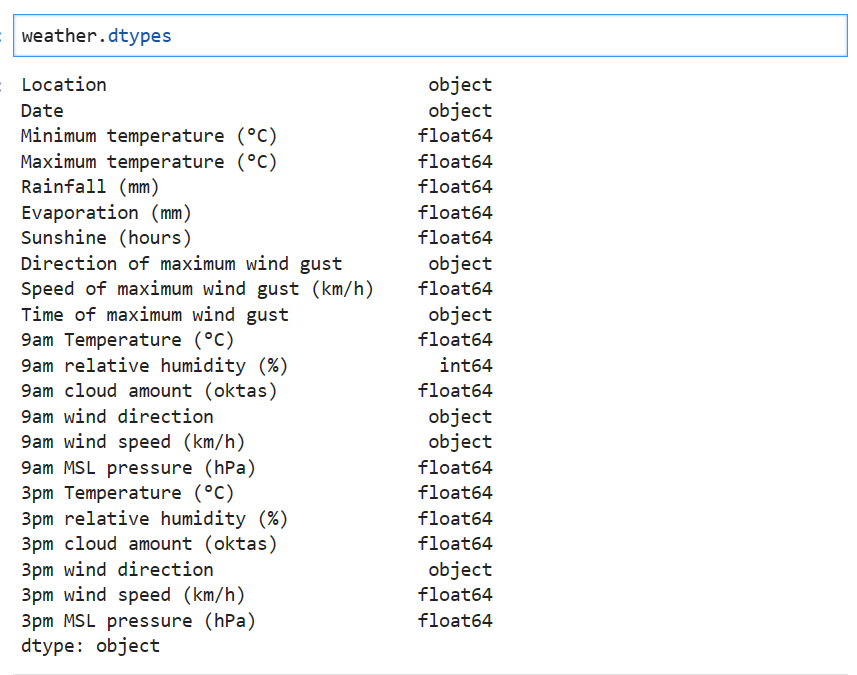 weather.dtypes
Location object
Date object
Minimum temperature (°C) float64
Maximum temperature (°C) float64
Rainfall (mm) float64
Evaporation (mm) float64
Sunshine (hours) float64
Direction of maximum wind gust object
Speed of maximum wind gust (km/h) float64
Time of maximum wind gust object
9am Temperature (°C) float64
9am relative humidity (%) int64
9am cloud amount (oktas) float64
9am wind direction object
9am wind speed (km/h) object
9am MSL pressure (hPa) float64
3pm Temperature (°C) float64
3pm relative humidity (%) float64
3pm cloud amount (oktas) float64
3pm wind direction object
3pm wind speed (km/h) float64
3pm MSL pressure (hPa) float64
dtype: object